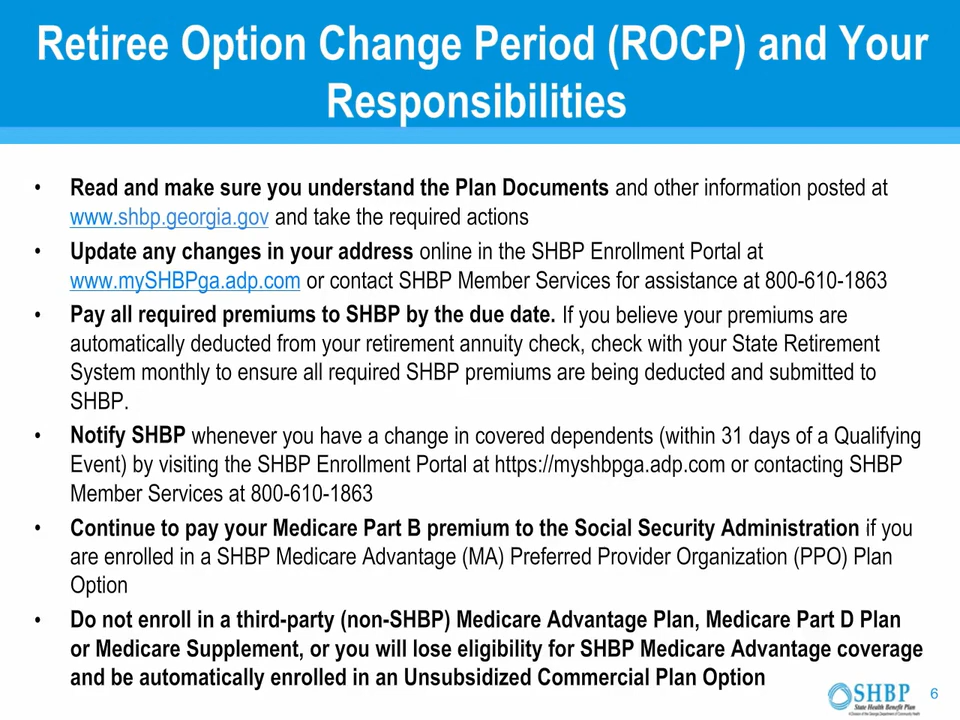 Retiree Option Change Period (ROCP) and Your
Responsibilities
• Read and make sure you understand the Plan Documents and other information posted at
www.shbp.georgia.gov and take the required actions
• Update any changes in your address online in the SHBP Enrollment Portal at
www.mySHBPga.adp.com or contact SHBP Member Services for assistance at 800-610-1863
• Pay all required premiums to SHBP by the due date. If you believe your premiums are
automatically deducted from your retirement annuity check, check with your State Retirement
System monthly to ensure all required SHBP premiums are being deducted and submitted to
SHBP.
• Notify SHBP whenever you have a change in covered dependents (within 31 days of a Qualifying
Event) by visiting the SHBP Enrollment Portal at https://myshbpga.adp.com or contacting SHBP
Member Services at 800-610-1863
• Continue to pay your Medicare Part B premium to the Social Security Administration if you
are enrolled in a SHBP Medicare Advantage (MA) Preferred Provider Organization (PPO) Plan
Option
• Do not enroll in a third-party (non-SHBP) Medicare Advantage Plan, Medicare Part D Plan
or Medicare Supplement, or you will lose eligibility for SHBP Medicare Advantage coverage
and be automatically enrolled in an Unsubsidized Commercial Plan Option
SHBP
State Health Benefit Plan
A Division of the Georgia Department of Community Health
6